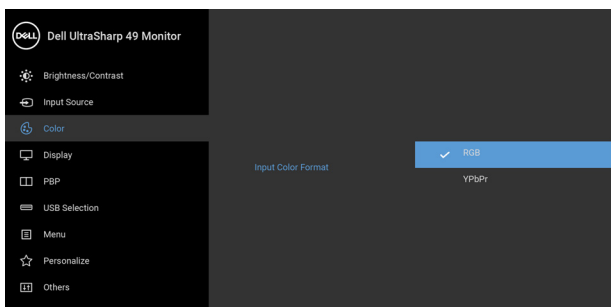 DELL
Dell UltraSharp 49 Monitor
Brightness/Contrast
Input Source
Color
Display
PBP
USB Selection
Menu
Personalize
Others
Input Color Format
RGB
YPbPr